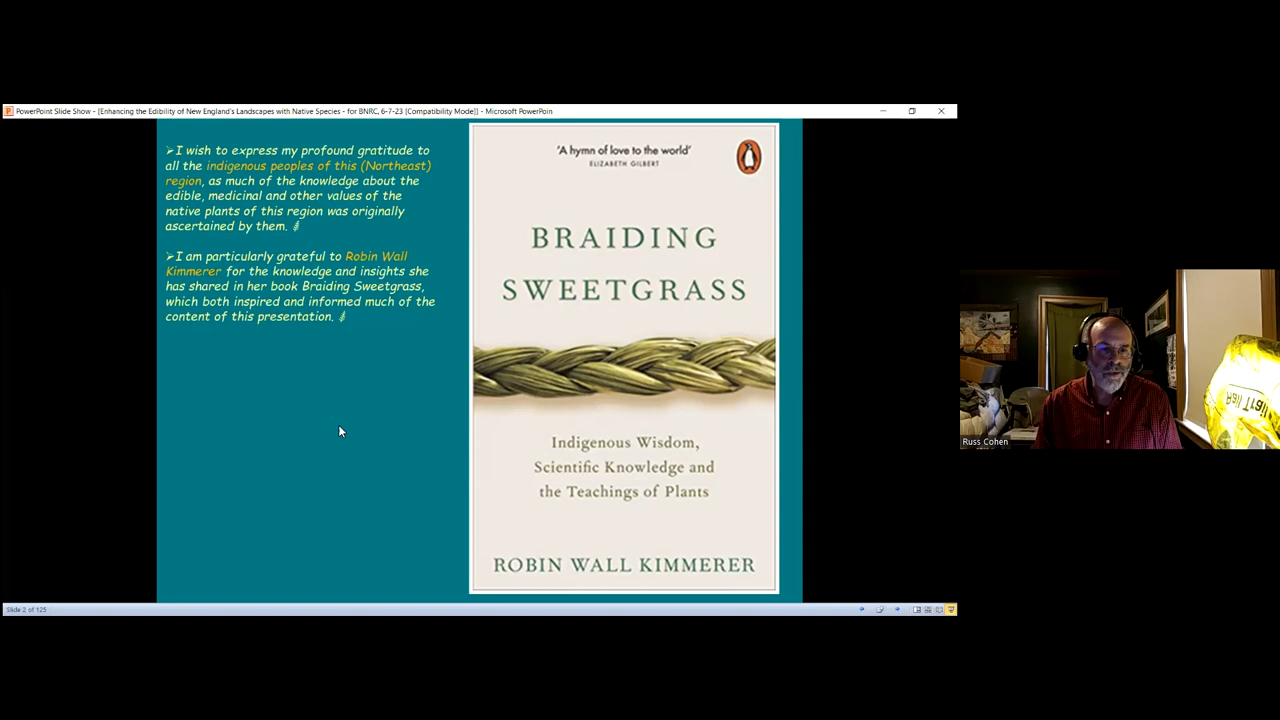 PowerPoint Slide Show - [Enhancing the Edibility of New England's Landscapes with Native Species - for BNRC, 6-7-23 [Compatibility Mode]] - Microsoft PowerPoin
➢I wish to express my profound gratitude to
all the indigenous peoples of this (Northeast)
region, as much of the knowledge about the
edible, medicinal and other values of the
native plants of this region was originally
ascertained by them.
➢I am particularly grateful to Robin Wall
Kimmerer for the knowledge and insights she
has shared in her book Braiding Sweetgrass,
which both inspired and informed much of the
content of this presentation.
'A hymn of love to the world'
ELIZABETH GILBERT
BRAIDING
SWEETGRASS
Indigenous Wisdom,
Scientific Knowledge and
the Teachings of Plants
ROBIN WALL KIMMERER
Russ Cohen
Slide 2 of 125